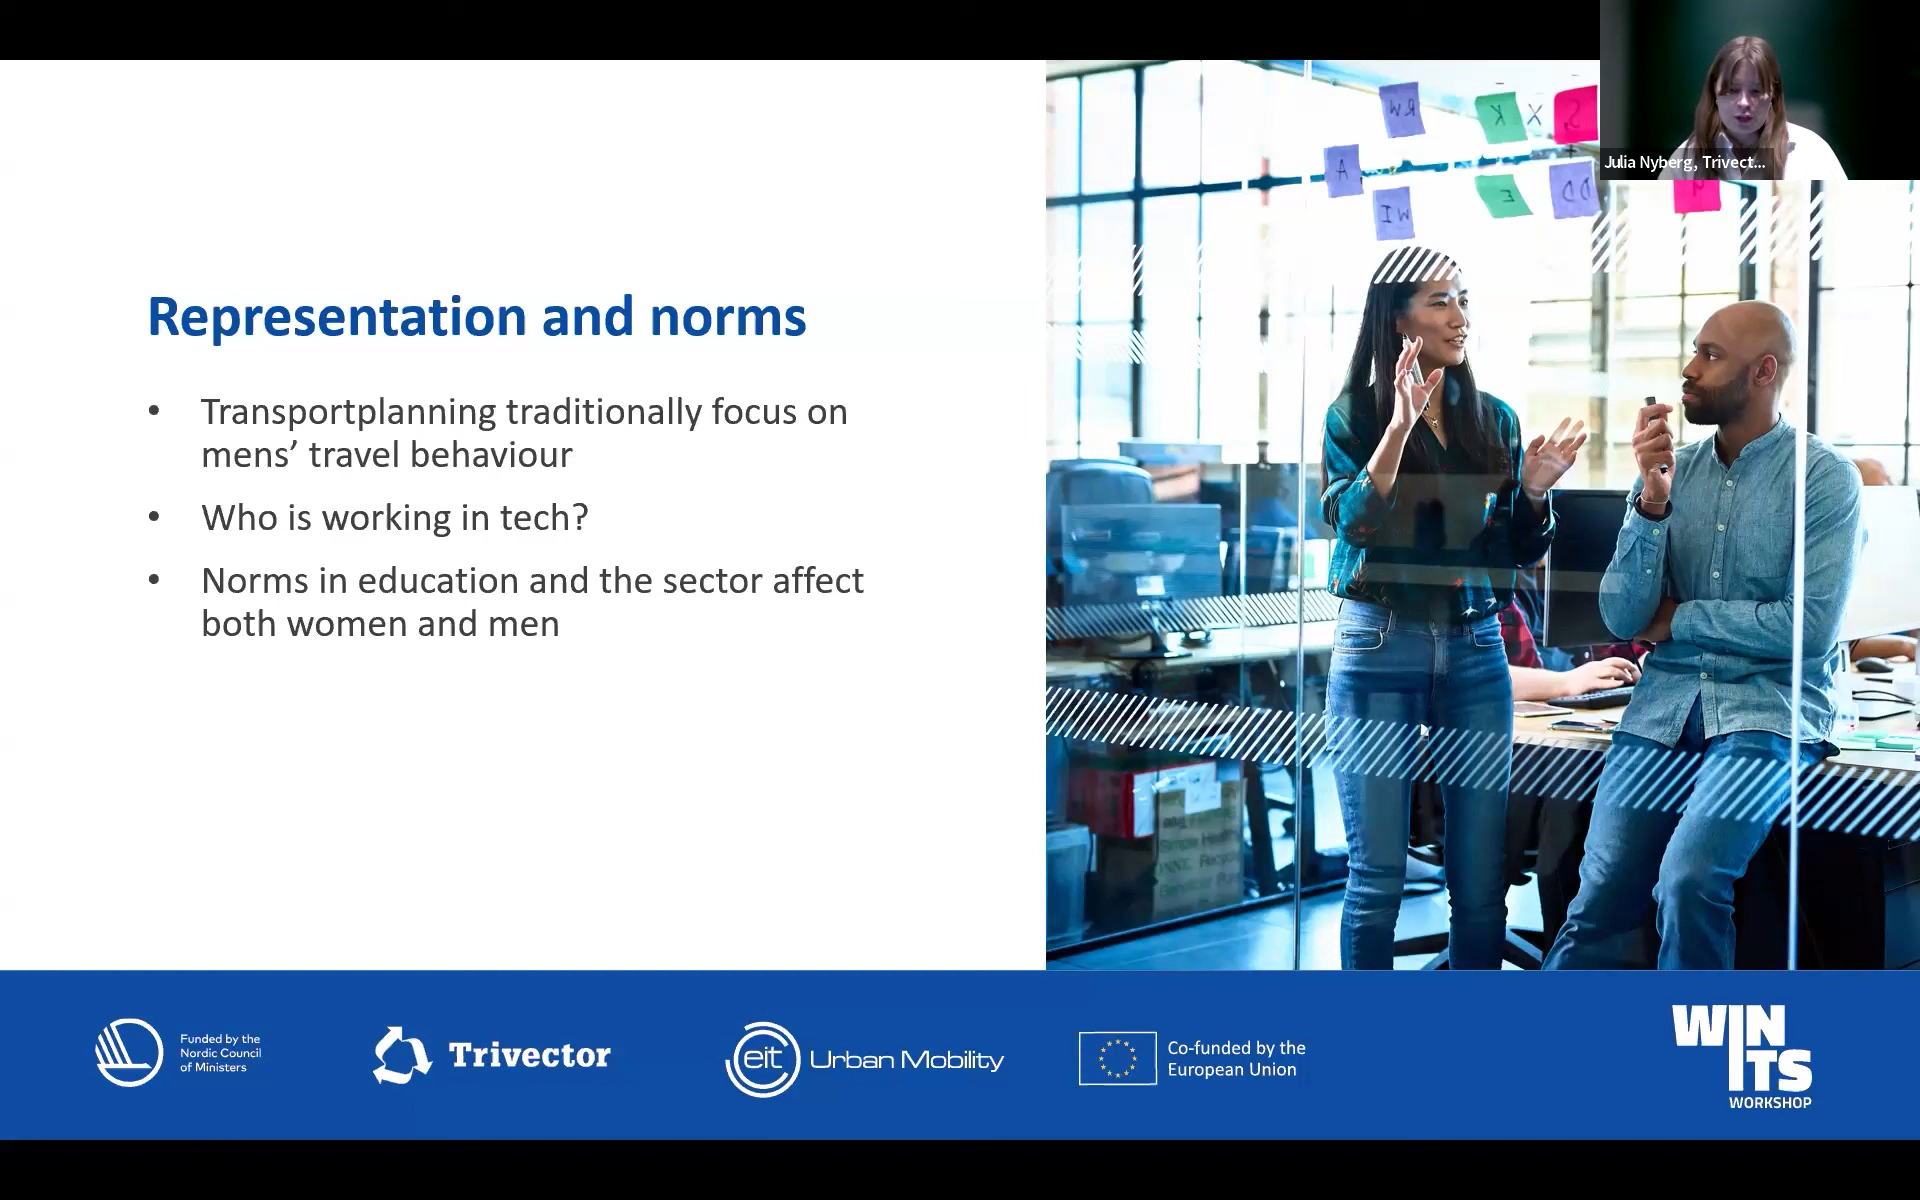 Julia Nyberg, Trivect...
Representation and norms
• Transportplanning traditionally focus on
mens’ travel behaviour
• Who is working in tech?
• Norms in education and the sector affect
both women and men
Funded by the
Nordic Council
of Ministers
Trivector
eit Urban Mobility
Co-funded by the
European Union
WIN
ITS
WORKSHOP